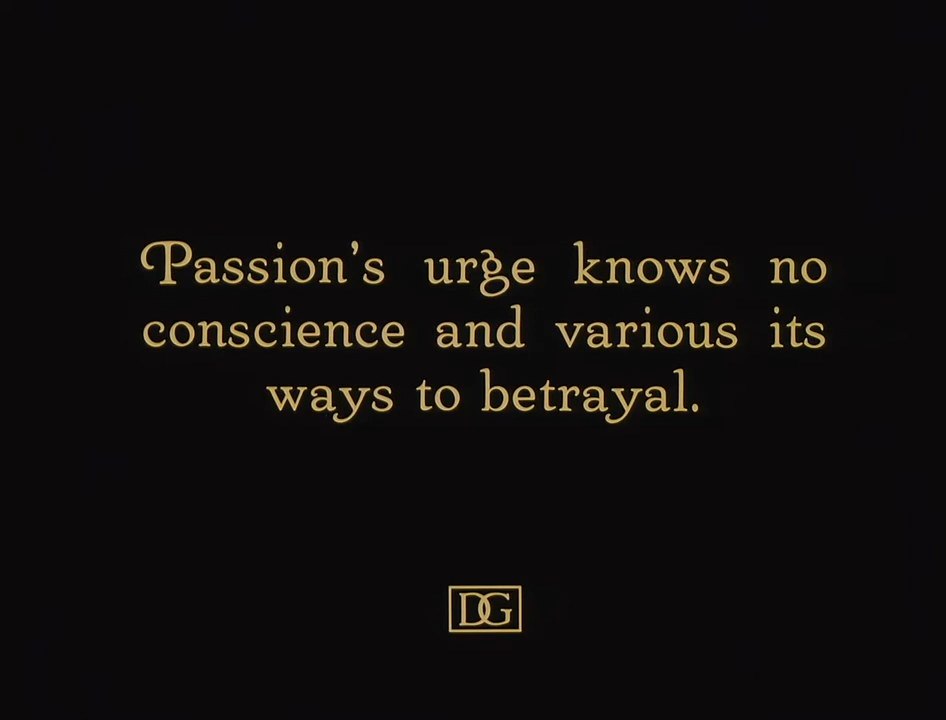 Passion's urge knows no
conscience and various its
ways to betrayal.
DG